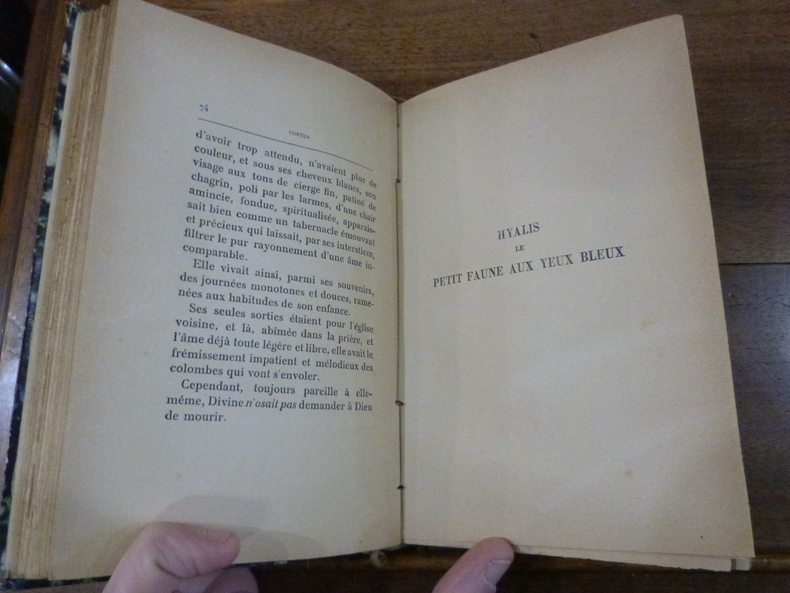 74
CONTES
d'avoir trop attendu, n'avaient plus de
couleur, et sous ses cheveux blancs, son
visage aux tons de cierge fin, patiné de
chagrin, poli par les larmes, d'une chair
amincie, fondue, spiritualisée, apparais-
sait bien comme un tabernacle émouvant
et précieux qui laissait, par ses interstices,
filtrer le pur rayonnement d'une âme in-
comparable.
Elle vivait ainsi, parmi ses souvenirs,
des journées monotones et douces, rame-
nées aux habitudes de son enfance.
Ses seules sorties étaient pour l'église
voisine, et là, abîmée dans la prière, et
l'âme déjà toute légère et libre, elle avait le
frémissement impatient et mélodieux des
colombes qui vont s'envoler.
Cependant, toujours pareille à elle-
même, Divine n'osait pas demander à Dieu
de mourir.
HYALIS
LE
PETIT FAUNE AUX YEUX BLEUX